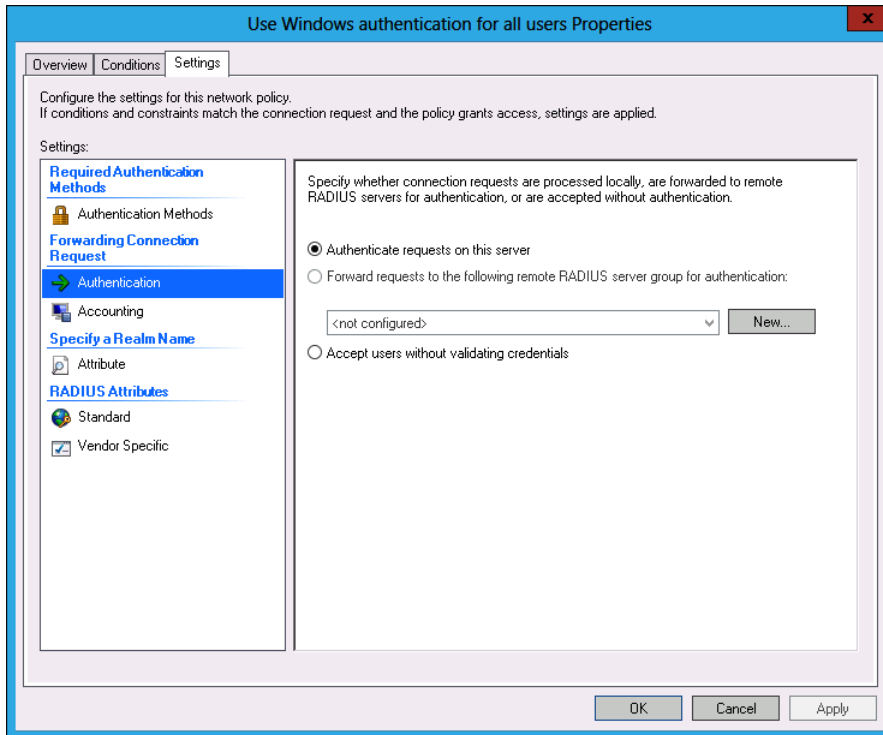 Use Windows authentication for all users Properties
x
Overview Conditions Settings
Configure the settings for this network policy.
If conditions and constraints match the connection request and the policy grants access, settings are applied.
Settings:
Required Authentication
Methods
Authentication Methods
Forwarding Connection
Request
Authentication
Accounting
Specify a Realm Name
Attribute
RADIUS Attributes
Standard
Vendor Specific
Specify whether connection requests are processed locally, are forwarded to remote
RADIUS servers for authentication, or are accepted without authentication.
Authenticate requests on this server
Forward requests to the following remote RADIUS server group for authentication:
<not configured>
New...
Accept users without validating credentials
OK Cancel Apply